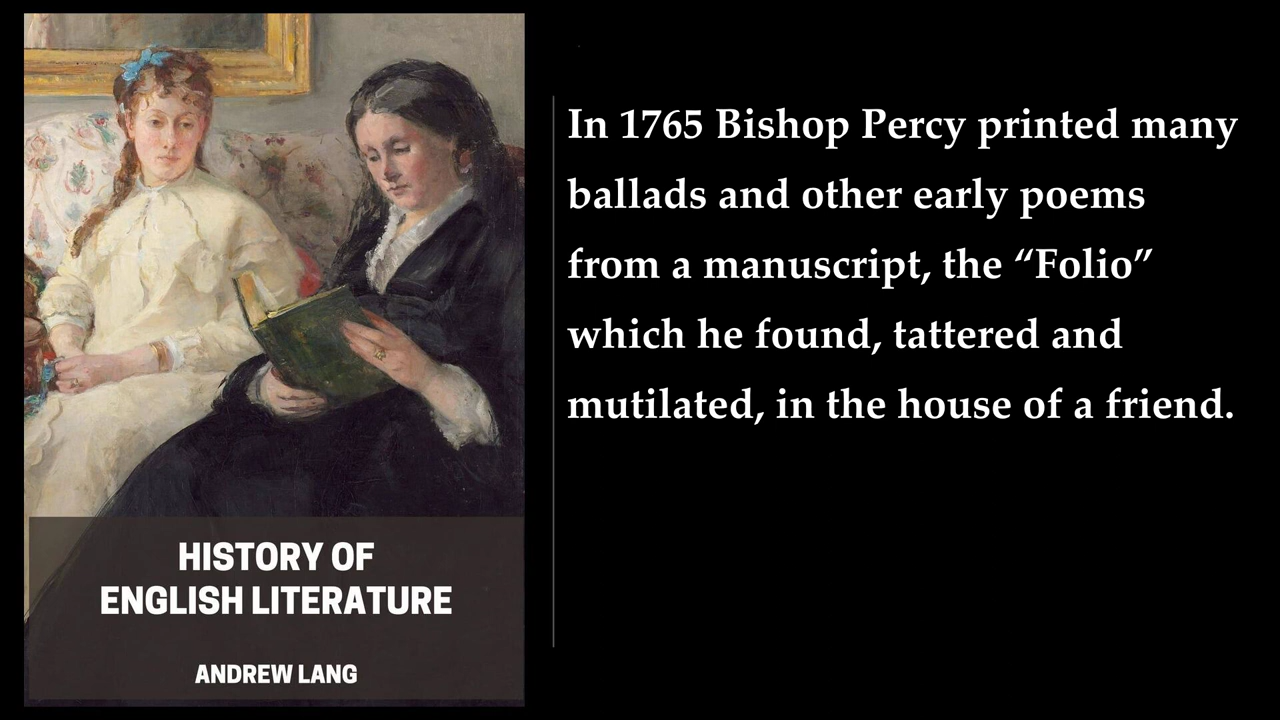 In 1765 Bishop Percy printed many
ballads and other early poems
from a manuscript, the “Folio”
which he found, tattered and
mutilated, in the house of a friend.
HISTORY OF
ENGLISH LITERATURE
ANDREW LANG